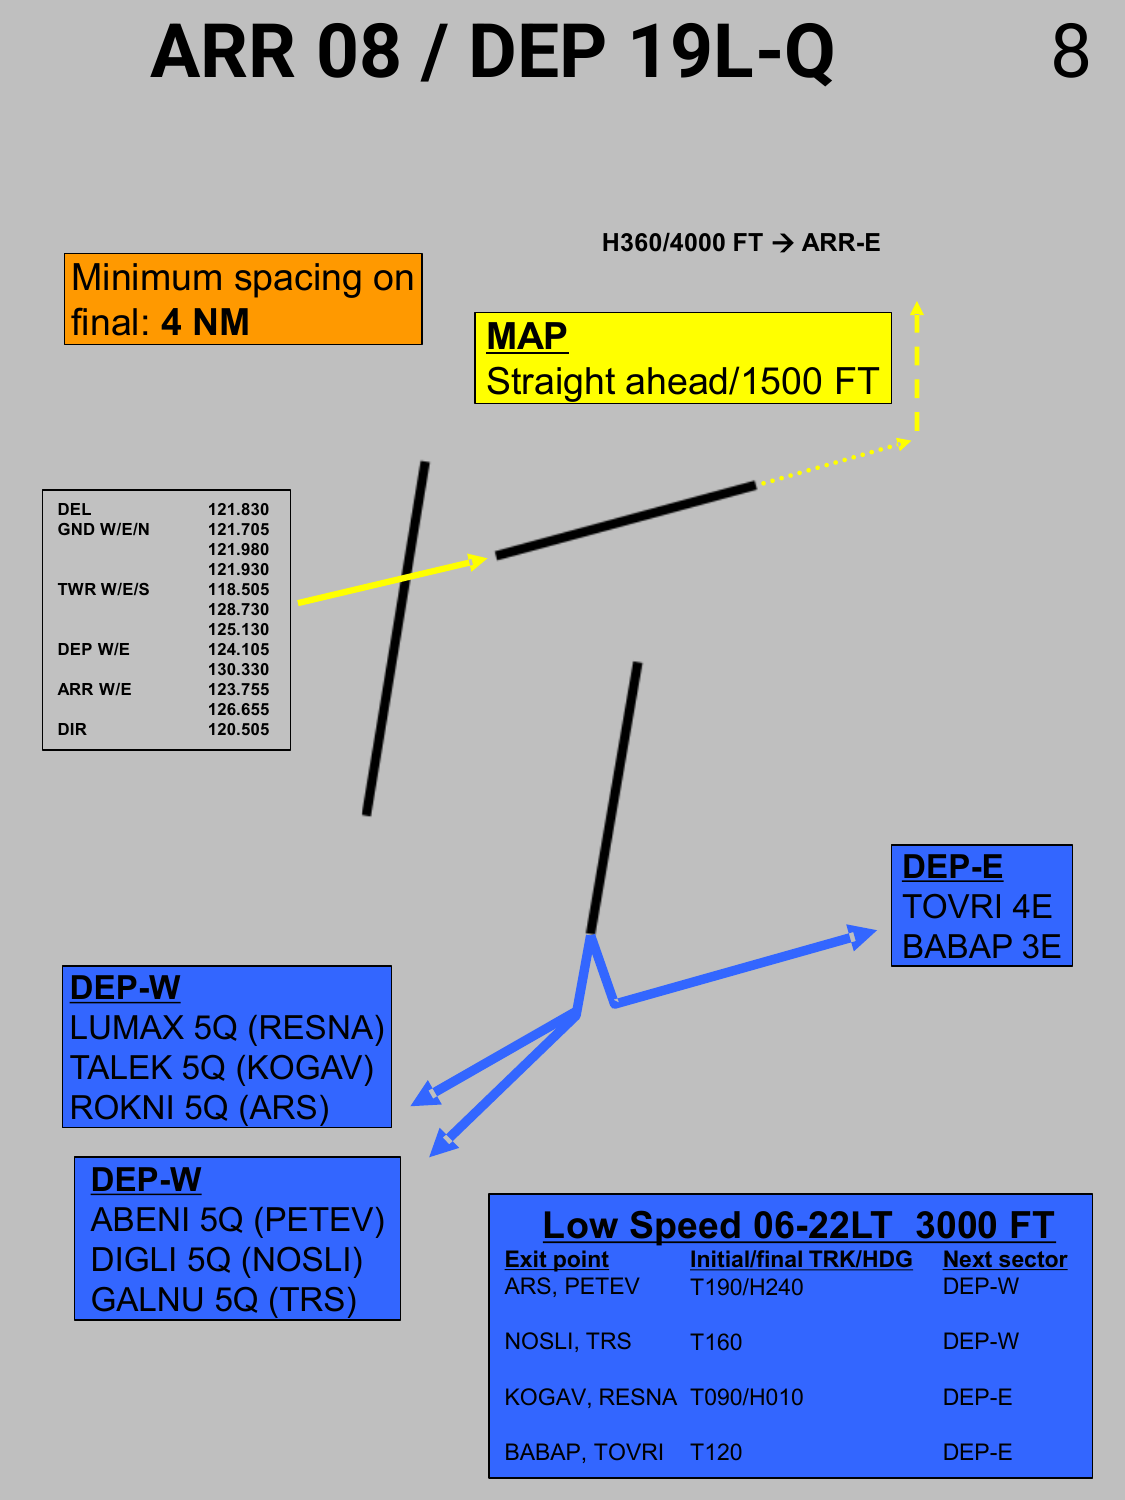 ARR 08 / DEP 19L-Q 8
H360/4000 FT → ARR-E
Minimum spacing on
final: 4 NM
MAP
Straight ahead/1500 FT
DEL 121.830
GND W/E/N 121.705
121.980
121.930
TWR W/E/S 118.505
128.730
125.130
DEP W/E 124.105
130.330
ARR W/E 123.755
126.655
DIR 120.505
DEP-E
TOVRI 4E
BABAP 3E
DEP-W
LUMAX 5Q (RESNA)
TALEK 5Q (KOGAV)
ROKNI 5Q (ARS)
DEP-W
ABENI 5Q (PETEV)
DIGLI 5Q (NOSLI)
GALNU 5Q (TRS)
Low Speed 06-22LT 3000 FT
Exit point Initial/final TRK/HDG Next sector
ARS, PETEV T190/H240 DEP-W
NOSLI, TRS T160 DEP-W
KOGAV, RESNA T090/H010 DEP-E
BABAP, TOVRI T120 DEP-E